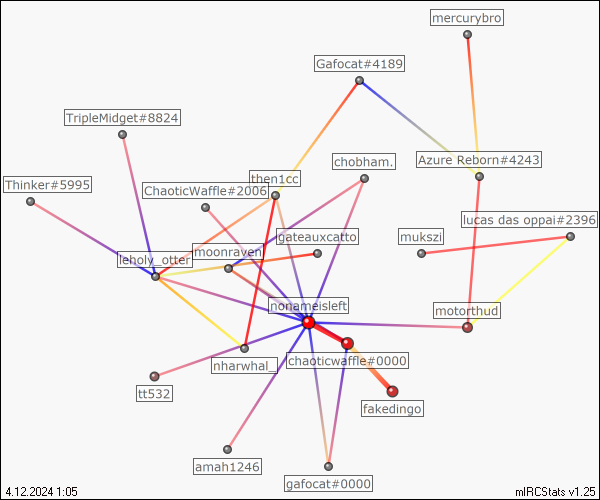 mercurybro
Gafocat#4189
TripleMidget#8824
chobham.
Azure Reborn#4243
then1cc
Thinker#5995
ChaoticWaffle#2006
lucas das oppai#2396
mukszi
gateauxcatto
moonraven
leholy_otter
nonameisleft
motorthud
chaoticwaffle#0000
nharwhal_
tt532
fakedingo
amah1246
gafocat#0000
4.12.2024 1:05
mIRCStats v1.25